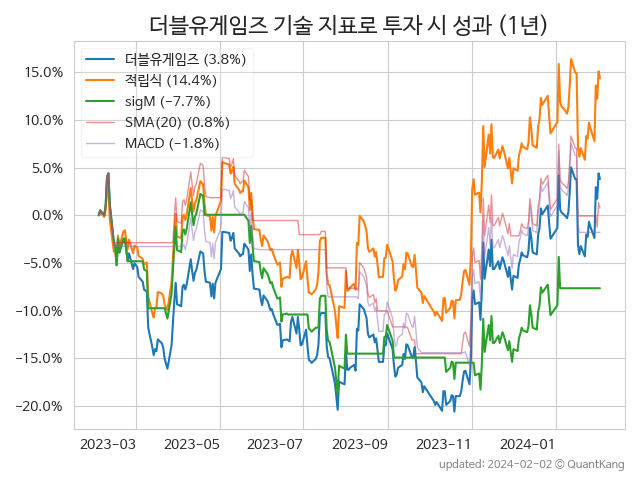 더블유게임즈 기술 지표로 투자 시 성과 (1년)
더블유게임즈 (3.8%)
적립식 (14.4%)
sigM (−7.7%)
SMA(20) (0.8%)
MACD (−1.8%)
15.0%
10.0%
5.0%
0.0%
−5.0%
−10.0%
−15.0%
−20.0%
2023-03 2023-05 2023-07 2023-09 2023-11 2024-01
updated: 2024-02-02 © QuantKang